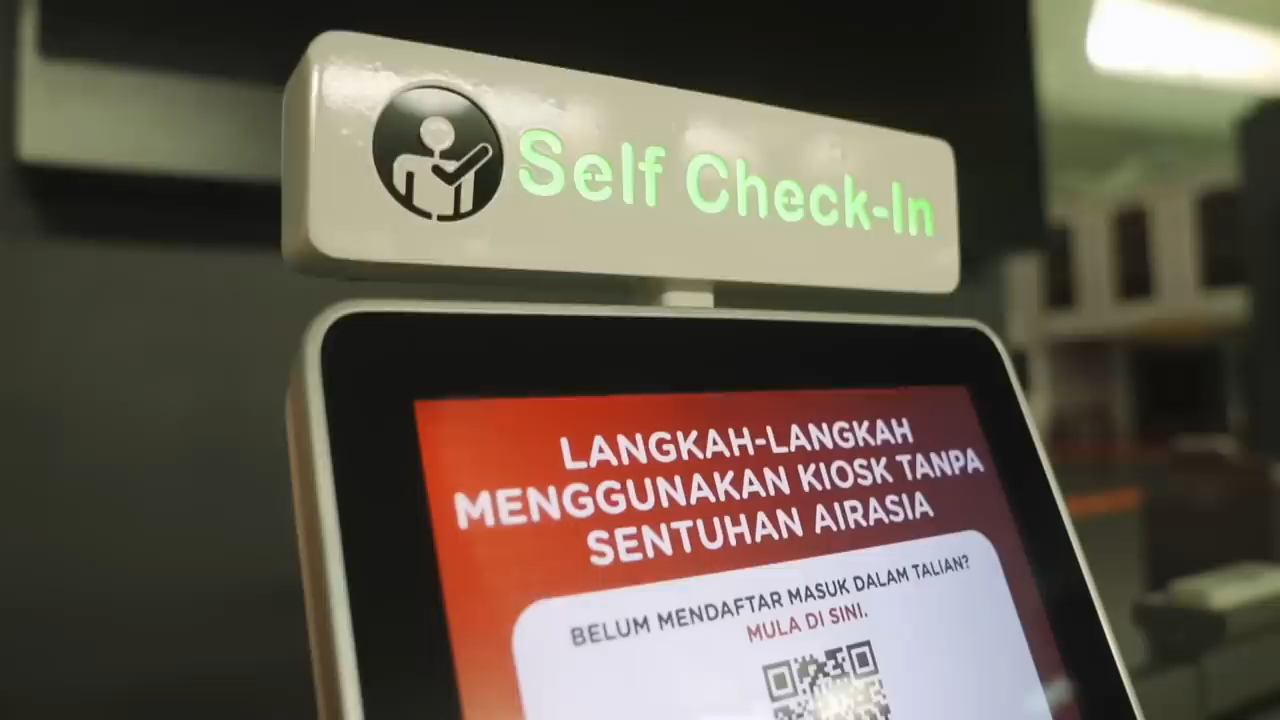 Self Check-In
LANGKAH-LANGKAH
MENGGUNAKAN KIOSK TANPA
SENTUHAN AIRASIA
BELUM MENDAFTAR MASUK DALAM TALIAN?
MULA DI SINI.